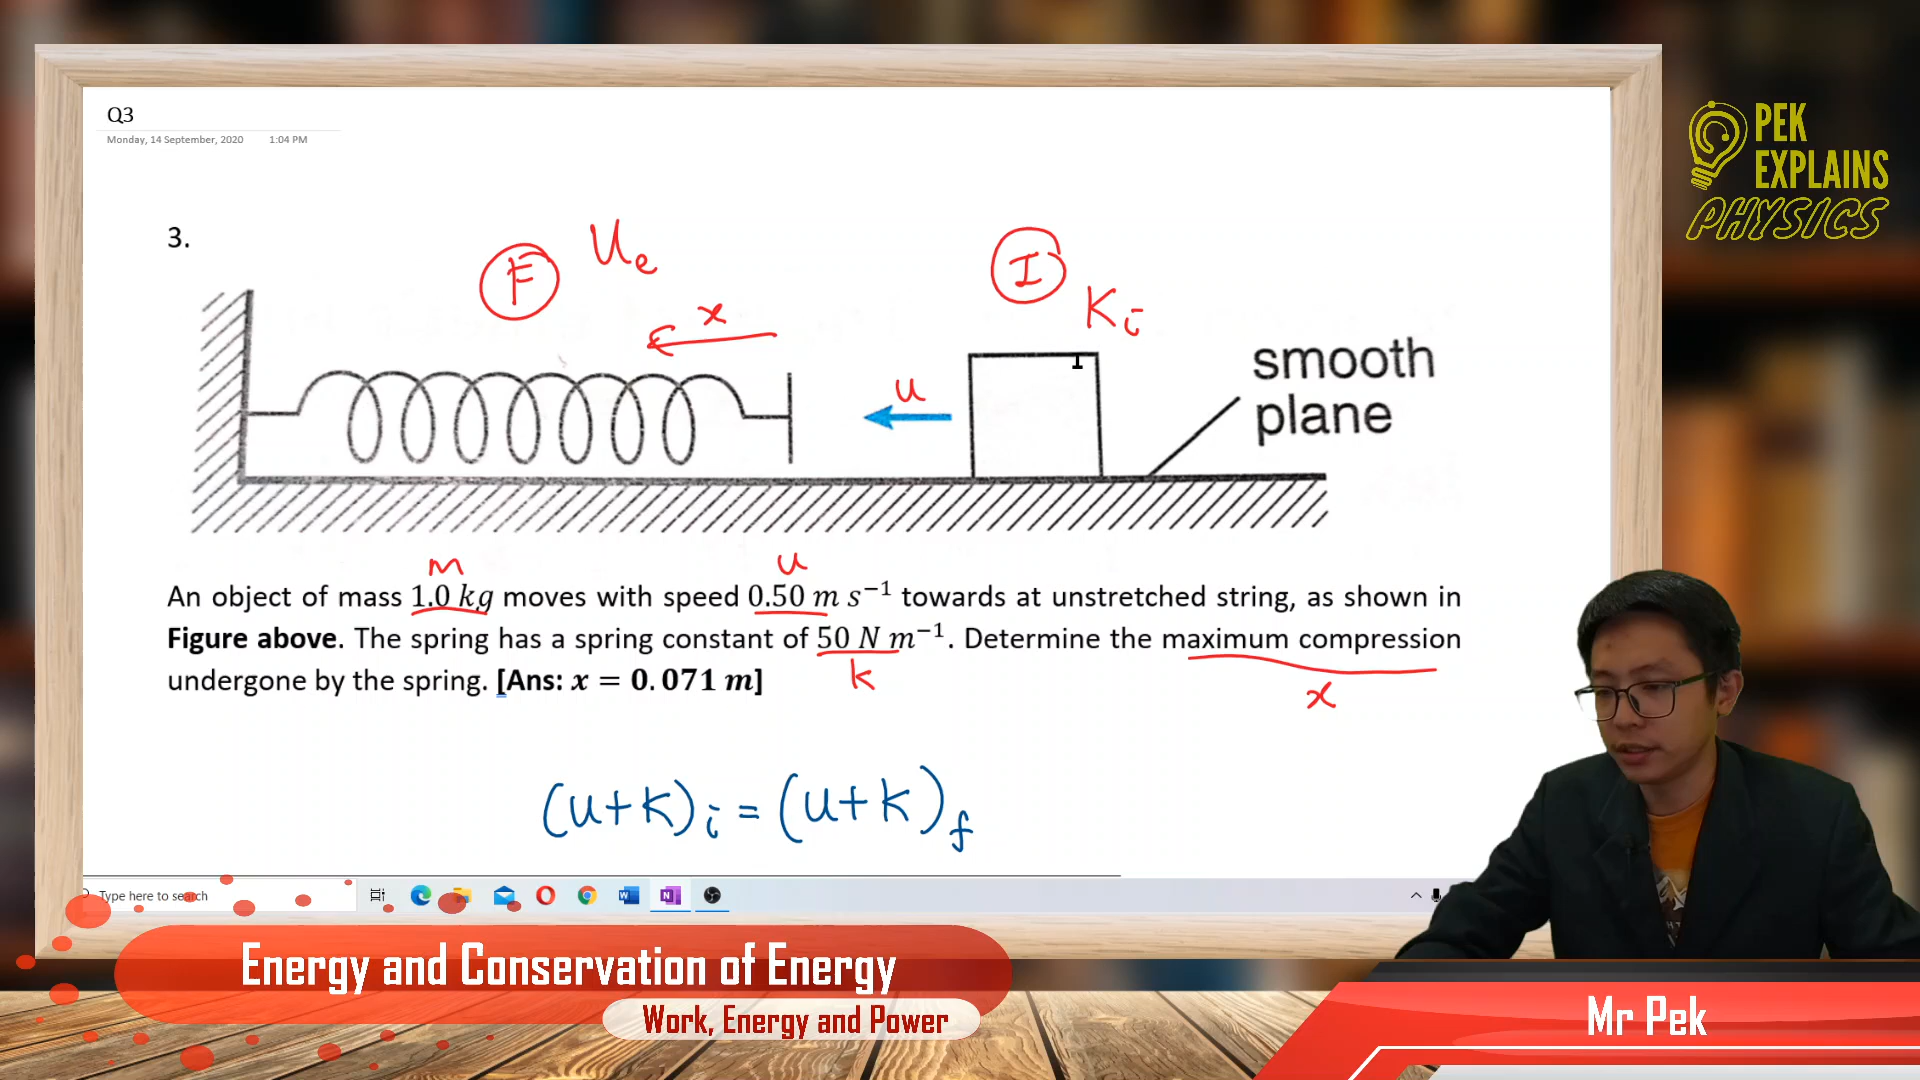 Q3
Monday, 14 September, 2020 1:04 PM
PEK
EXPLAINS
PHYSICS
3.
F
Ue
x
I
Ki
u
smooth
plane
m
u
An object of mass 1.0 kg moves with speed 0.50 m s⁻¹ towards at unstretched string, as shown in
Figure above. The spring has a spring constant of 50 N m⁻¹. Determine the maximum compression
undergone by the spring. [Ans: x = 0.071 m]
k
x
(U+K)i = (U+K)f
Type here to search
Energy and Conservation of Energy
Work, Energy and Power
Mr Pek